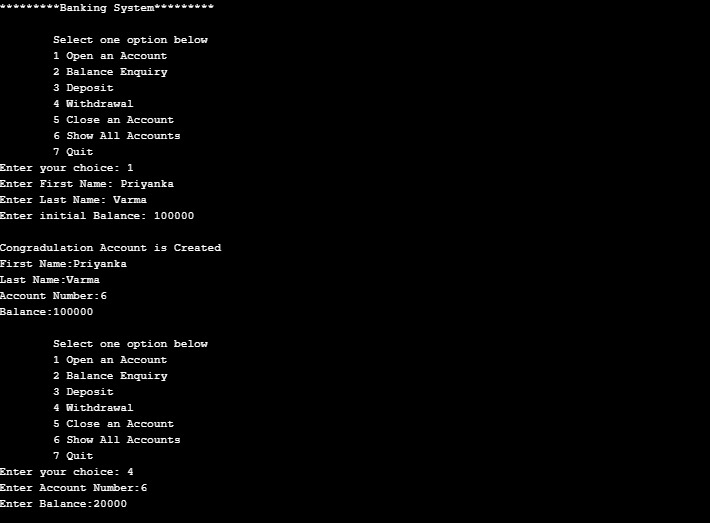 *********Banking System*********
Select one option below
1 Open an Account
2 Balance Enquiry
3 Deposit
4 Withdrawal
5 Close an Account
6 Show All Accounts
7 Quit
Enter your choice: 1
Enter First Name: Priyanka
Enter Last Name: Varma
Enter initial Balance: 100000
Congradulation Account is Created
First Name:Priyanka
Last Name:Varma
Account Number:6
Balance:100000
Select one option below
1 Open an Account
2 Balance Enquiry
3 Deposit
4 Withdrawal
5 Close an Account
6 Show All Accounts
7 Quit
Enter your choice: 4
Enter Account Number:6
Enter Balance:20000